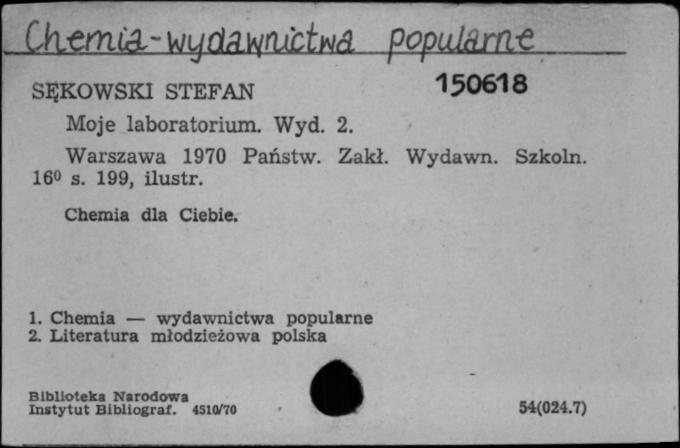 Chemia - wydawnictwa popularne
150618
SĘKOWSKI STEFAN
Moje laboratorium. Wyd. 2.
Warszawa 1970 Państw. Zakł. Wydawn. Szkoln.
16⁰ s. 199, ilustr.
Chemia dla Ciebie.
1. Chemia — wydawnictwa popularne
2. Literatura młodzieżowa polska
Biblioteka Narodowa
Instytut Bibliograf. 4510/70
54(024.7)